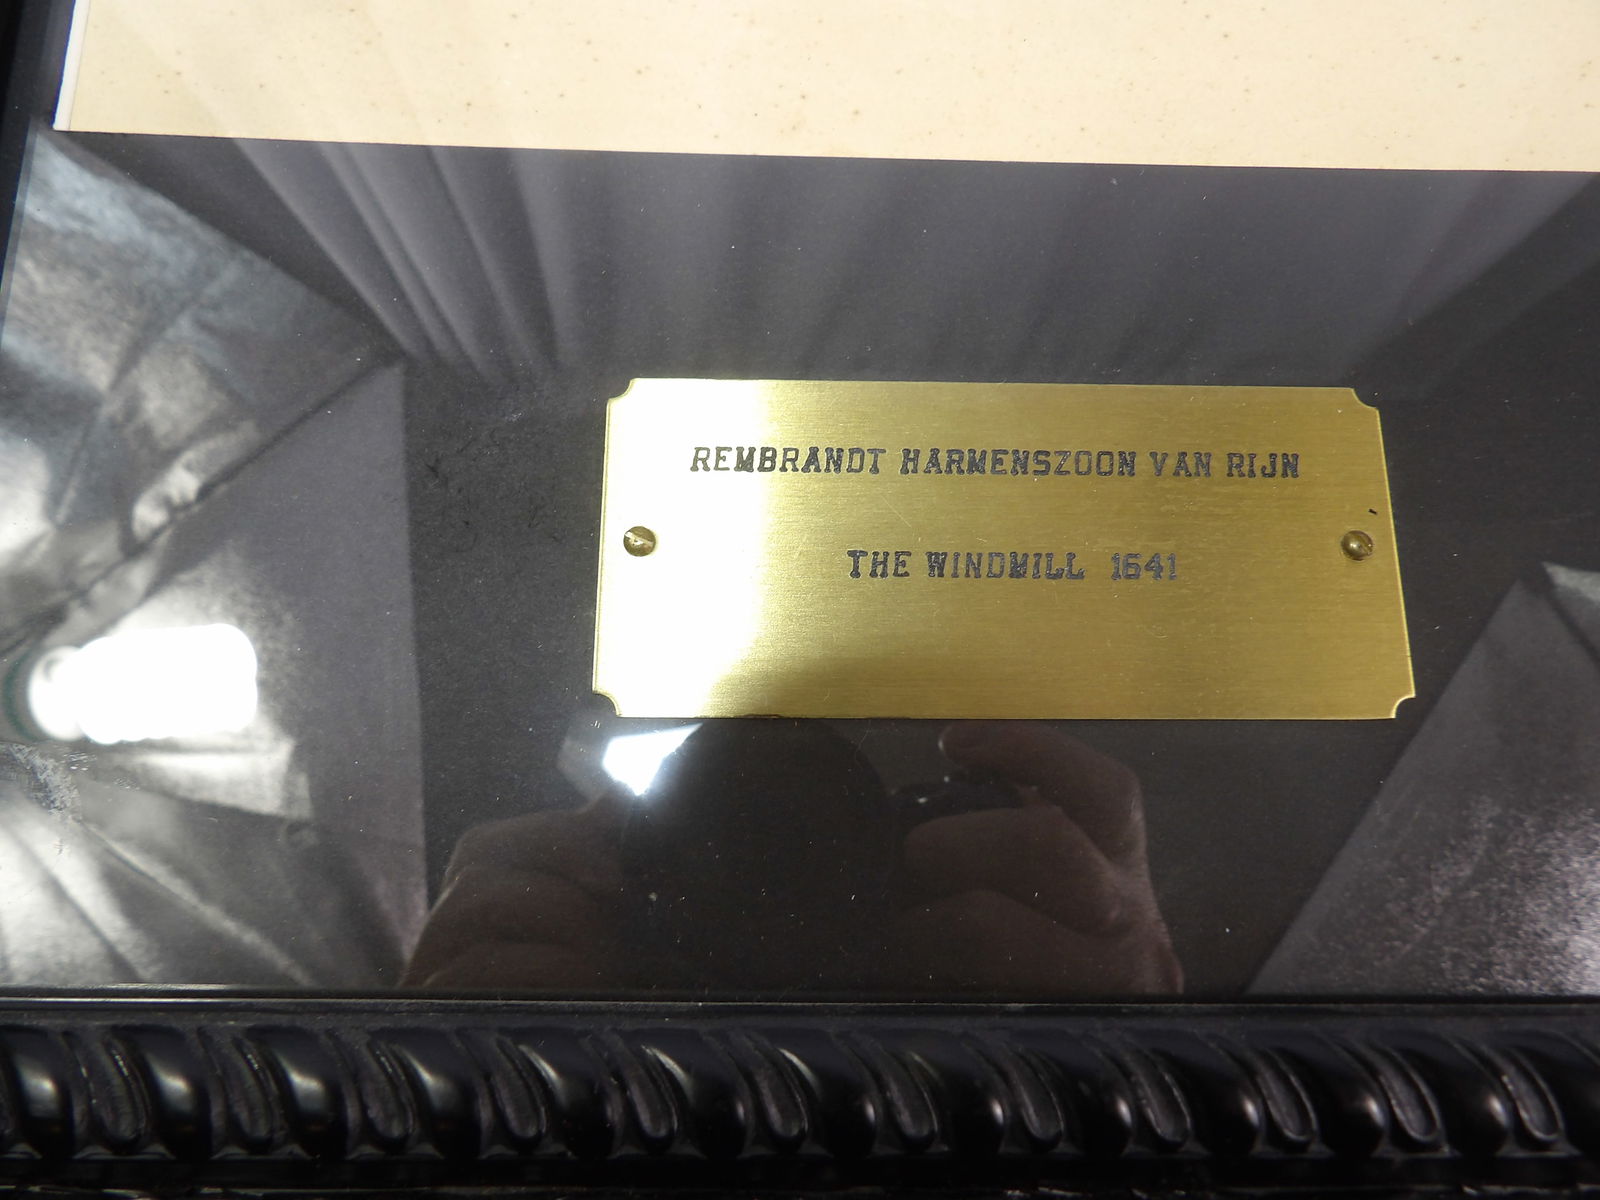 REMBRANDT HARMENSZOON VAN RIJN
THE WINDMILL 1641